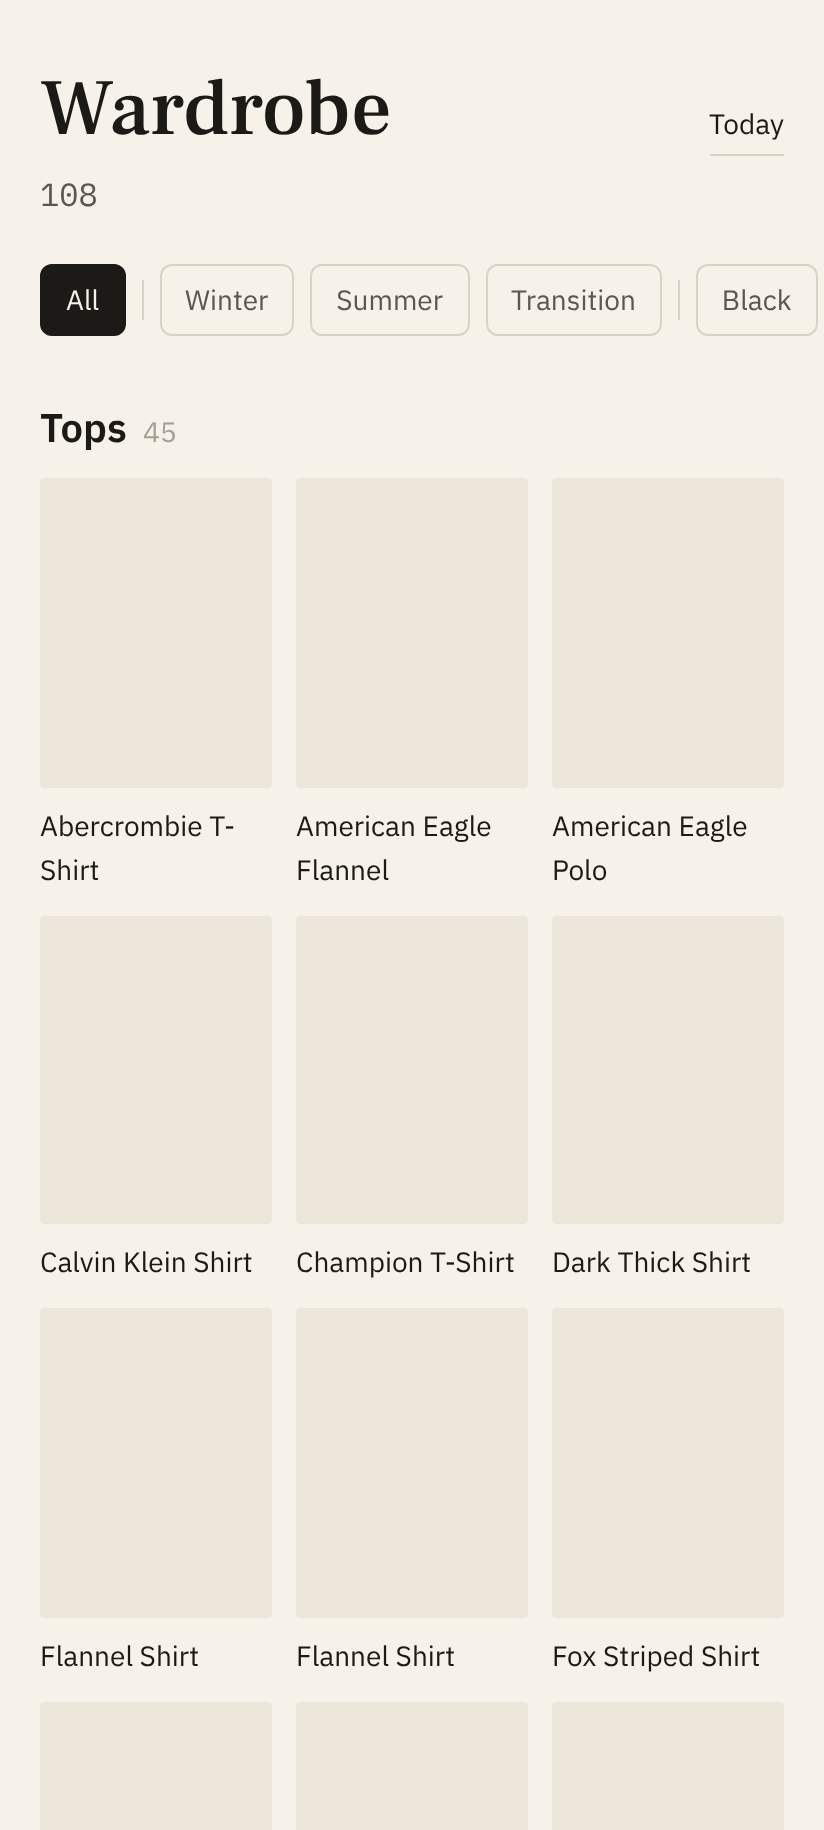 Wardrobe
Today
108
All
Winter
Summer
Transition
Black
Tops 45
Abercrombie T-
Shirt
American Eagle
Flannel
American Eagle
Polo
Calvin Klein Shirt
Champion T-Shirt
Dark Thick Shirt
Flannel Shirt
Flannel Shirt
Fox Striped Shirt